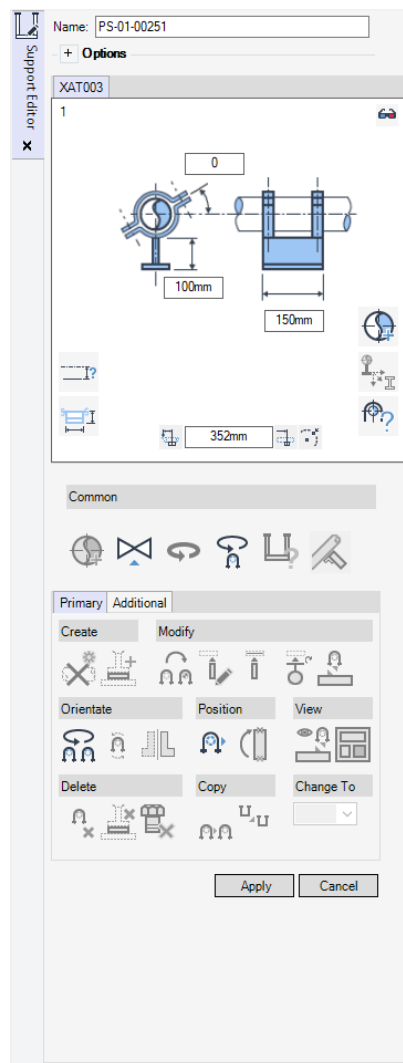 Name: PS-01-00251
+ Options
Support Editor X
XAT003
1
0
100mm
150mm
352mm
Common
Primary Additional
Create Modify
Orientate Position View
Delete Copy Change To
Apply Cancel